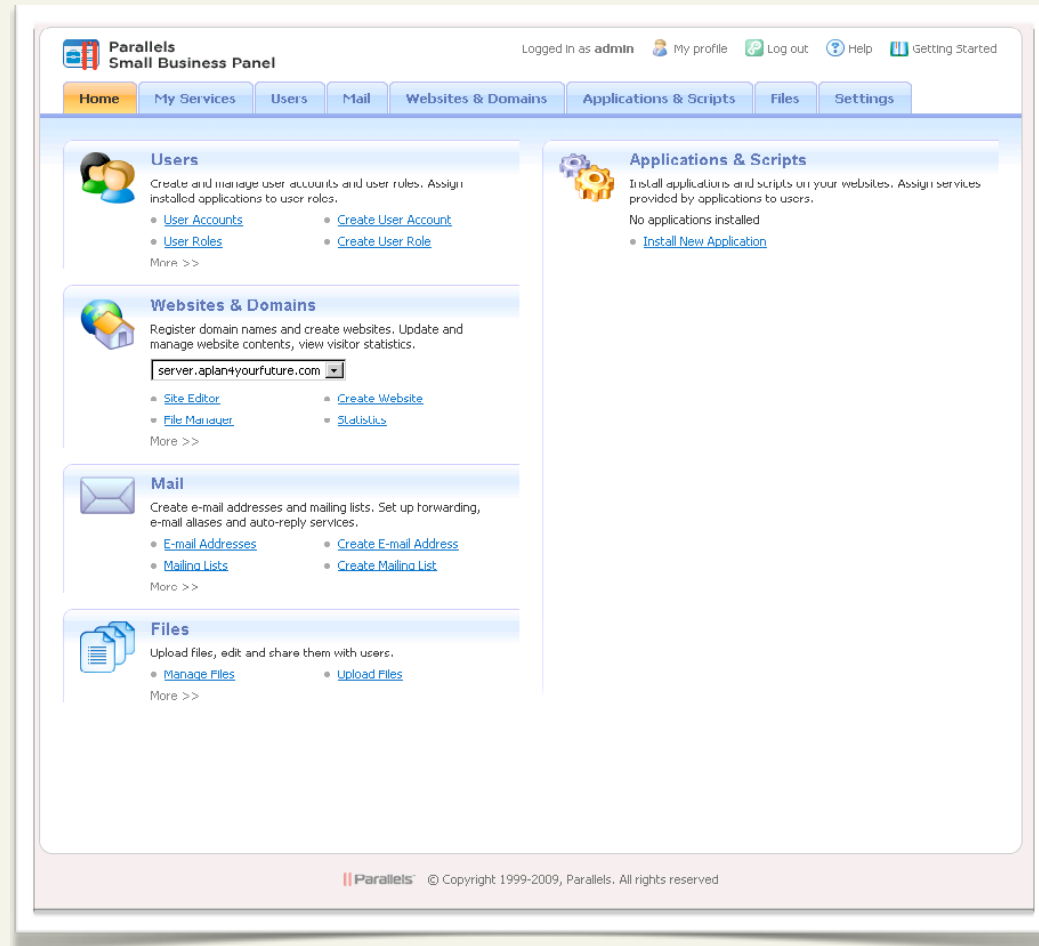 Parallels
Small Business Panel
Logged in as admin My profile Log out Help Getting Started
Home My Services Users Mail Websites & Domains Applications & Scripts Files Settings
Users
Create and manage user accounts and user roles. Assign
installed applications to user roles.
User Accounts Create User Account
User Roles Create User Role
More >>
Websites & Domains
Register domain names and create websites. Update and
manage website contents, view visitor statistics.
server.aplan4yourfuture.com
Site Editor Create Website
File Manager Statistics
More >>
Mail
Create e-mail addresses and mailing lists. Set up forwarding,
e-mail aliases and auto-reply services.
E-mail Addresses Create E-mail Address
Mailing Lists Create Mailing List
More >>
Files
Upload files, edit and share them with users.
Manage Files Upload Files
More >>
Applications & Scripts
Install applications and scripts on your websites. Assign services
provided by applications to users.
No applications installed
Install New Application
Parallels © Copyright 1999-2009, Parallels. All rights reserved